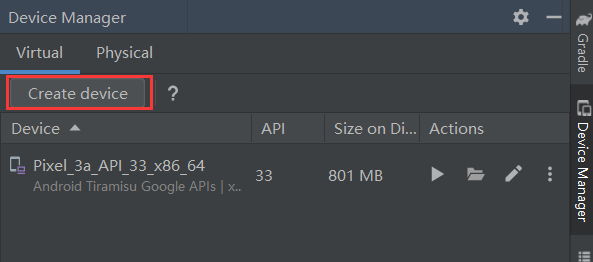 Device Manager
Virtual Physical
Create device ?
Device API Size on Di... Actions
Pixel_3a_API_33_x86_64
Android Tiramisu Google APIs | x...
33 801 MB
Gradle
Device Manager